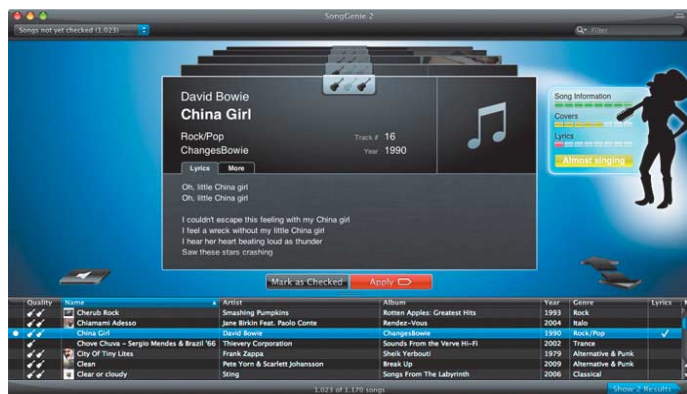 SongGenie 2
Songs not yet checked (1,023)
Filter
David Bowie
China Girl
Rock/Pop
Track # 16
ChangesBowie
Year 1990
Lyrics More
Oh, little China girl
Oh, little China girl
I couldn't escape this feeling with my China girl
I feel a wreck without my little China girl
I hear her heart beating loud as thunder
Saw these stars crashing
Song Information
Covers
Lyrics
Almost singing
Mark as Checked Apply
Quality Name Artist Album Year Genre Lyrics
Cherub Rock Smashing Pumpkins Rotten Apples: Greatest Hits 1993 Rock
Chiamami Adesso Jane Birkin Feat. Paolo Conte Rendez-Vous 2004 Italo
China Girl David Bowie ChangesBowie 1990 Rock/Pop
Chove Chuva - Sergio Mendes & Brazil '66 Thievery Corporation Sounds From the Verve Hi-Fi 2002 Trance
City Of Tiny Lites Frank Zappa Sheik Yerbouti 1979 Alternative & Punk
Clean Pete Yorn & Scarlett Johansson Break Up 2009 Alternative & Punk
Clear or cloudy Sting Songs From The Labyrinth 2006 Classical
1,023 of 1,170 songs
Show 2 Results